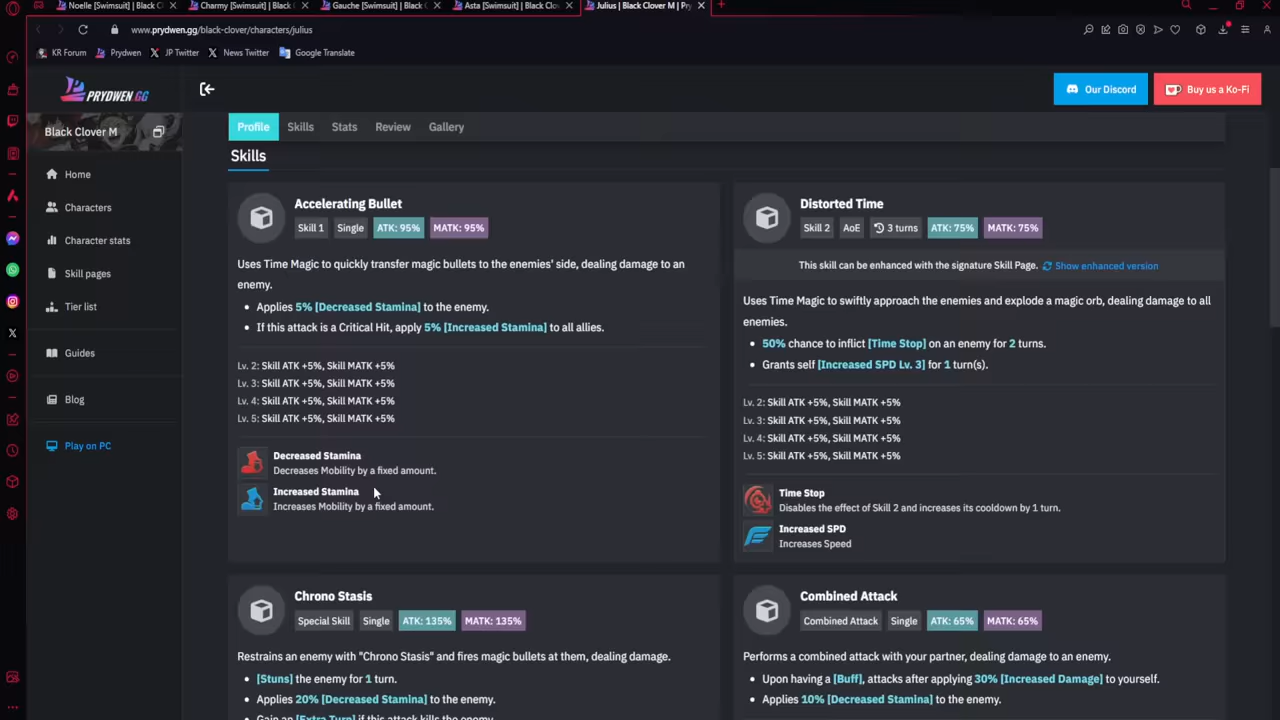 Noelle [Swimsuit] | Black C
Charmy [Swimsuit] | Black C
Gauche [Swimsuit] | Black C
Asta [Swimsuit] | Black Clov
Julius | Black Clover M | Pry
www.prydwen.gg/black-clover/characters/julius
KR Forum
Prydwen
JP Twitter
News Twitter
Google Translate
PRYDWEN.GG
Our Discord
Buy us a Ko-Fi
Black Clover M
Home
Characters
Character stats
Skill pages
Tier list
Guides
Blog
Play on PC
Profile
Skills
Stats
Review
Gallery
Skills
Accelerating Bullet
Skill 1 Single ATK: 95% MATK: 95%
Uses Time Magic to quickly transfer magic bullets to the enemies' side, dealing damage to an
enemy.
• Applies 5% [Decreased Stamina] to the enemy.
• If this attack is a Critical Hit, apply 5% [Increased Stamina] to all allies.
Lv. 2: Skill ATK +5%, Skill MATK +5%
Lv. 3: Skill ATK +5%, Skill MATK +5%
Lv. 4: Skill ATK +5%, Skill MATK +5%
Lv. 5: Skill ATK +5%, Skill MATK +5%
Decreased Stamina
Decreases Mobility by a fixed amount.
Increased Stamina
Increases Mobility by a fixed amount.
Distorted Time
Skill 2 AoE 3 turns ATK: 75% MATK: 75%
This skill can be enhanced with the signature Skill Page. Show enhanced version
Uses Time Magic to swiftly approach the enemies and explode a magic orb, dealing damage to all
enemies.
• 50% chance to inflict [Time Stop] on an enemy for 2 turns.
• Grants self [Increased SPD Lv. 3] for 1 turn(s).
Lv. 2: Skill ATK +5%, Skill MATK +5%
Lv. 3: Skill ATK +5%, Skill MATK +5%
Lv. 4: Skill ATK +5%, Skill MATK +5%
Lv. 5: Skill ATK +5%, Skill MATK +5%
Time Stop
Disables the effect of Skill 2 and increases its cooldown by 1 turn.
Increased SPD
Increases Speed
Chrono Stasis
Special Skill Single ATK: 135% MATK: 135%
Restrains an enemy with "Chrono Stasis" and fires magic bullets at them, dealing damage.
• [Stuns] the enemy for 1 turn.
• Applies 20% [Decreased Stamina] to the enemy.
• Gain an [Extra Turn] if this attack kills the enemy.
Combined Attack
Combined Attack Single ATK: 65% MATK: 65%
Performs a combined attack with your partner, dealing damage to an enemy.
• Upon having a [Buff], attacks after applying 30% [Increased Damage] to yourself.
• Applies 10% [Decreased Stamina] to the enemy.